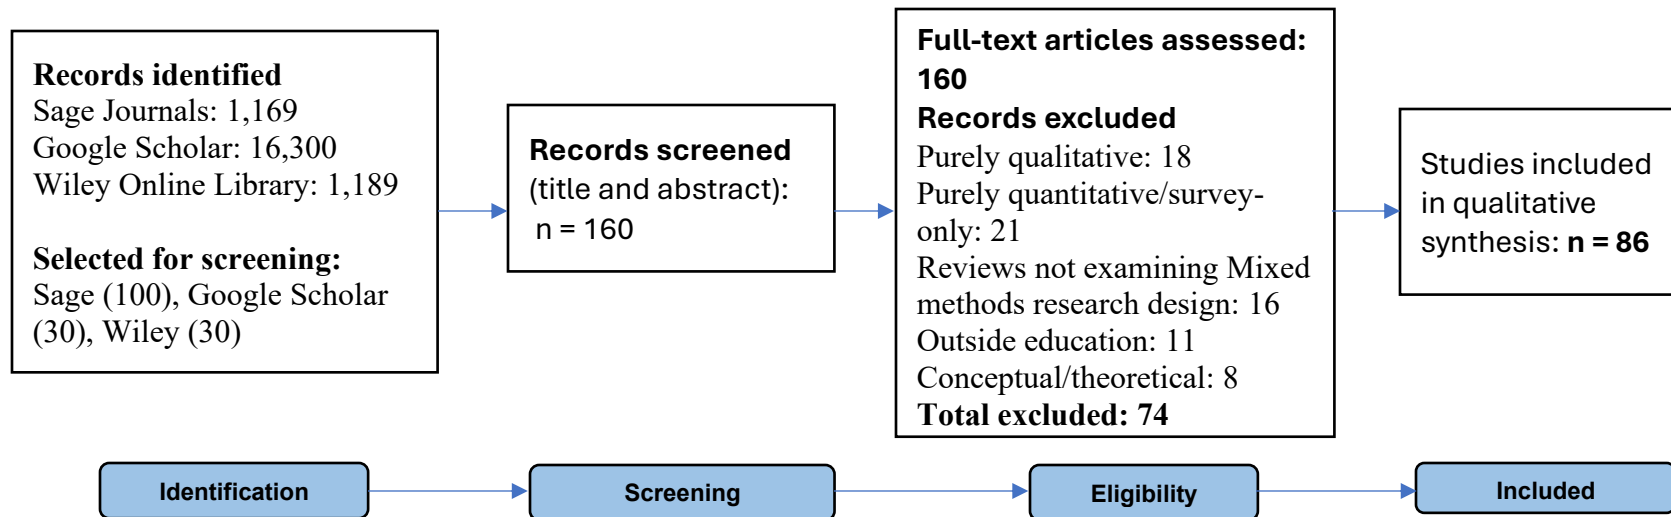 Records identified
Sage Journals: 1,169
Google Scholar: 16,300
Wiley Online Library: 1,189
Selected for screening:
Sage (100), Google Scholar
(30), Wiley (30)
Records screened
(title and abstract):
n = 160
Full-text articles assessed:
160
Records excluded
Purely qualitative: 18
Purely quantitative/survey-
only: 21
Reviews not examining Mixed
methods research design: 16
Outside education: 11
Conceptual/theoretical: 8
Total excluded: 74
Studies included
in qualitative
synthesis: n = 86
Identification
Screening
Eligibility
Included